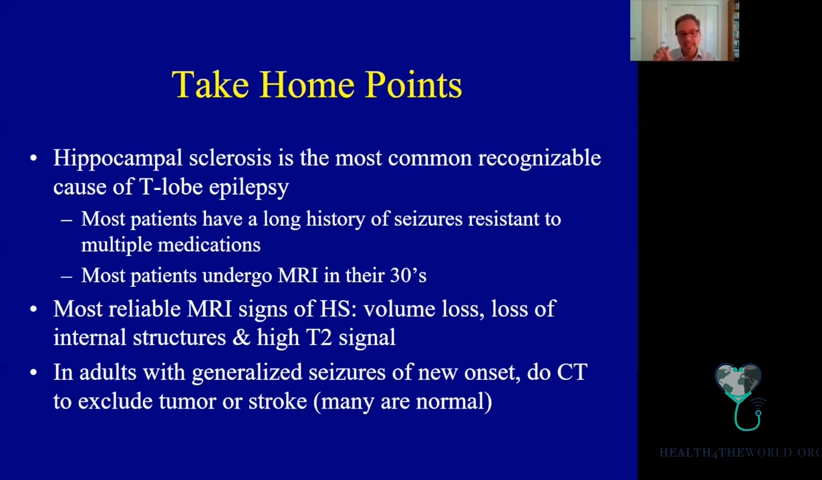 Take Home Points
• Hippocampal sclerosis is the most common recognizable
cause of T-lobe epilepsy
– Most patients have a long history of seizures resistant to
multiple medications
– Most patients undergo MRI in their 30's
• Most reliable MRI signs of HS: volume loss, loss of
internal structures & high T2 signal
• In adults with generalized seizures of new onset, do CT
to exclude tumor or stroke (many are normal)
HEALTH4THEWORLD.ORG